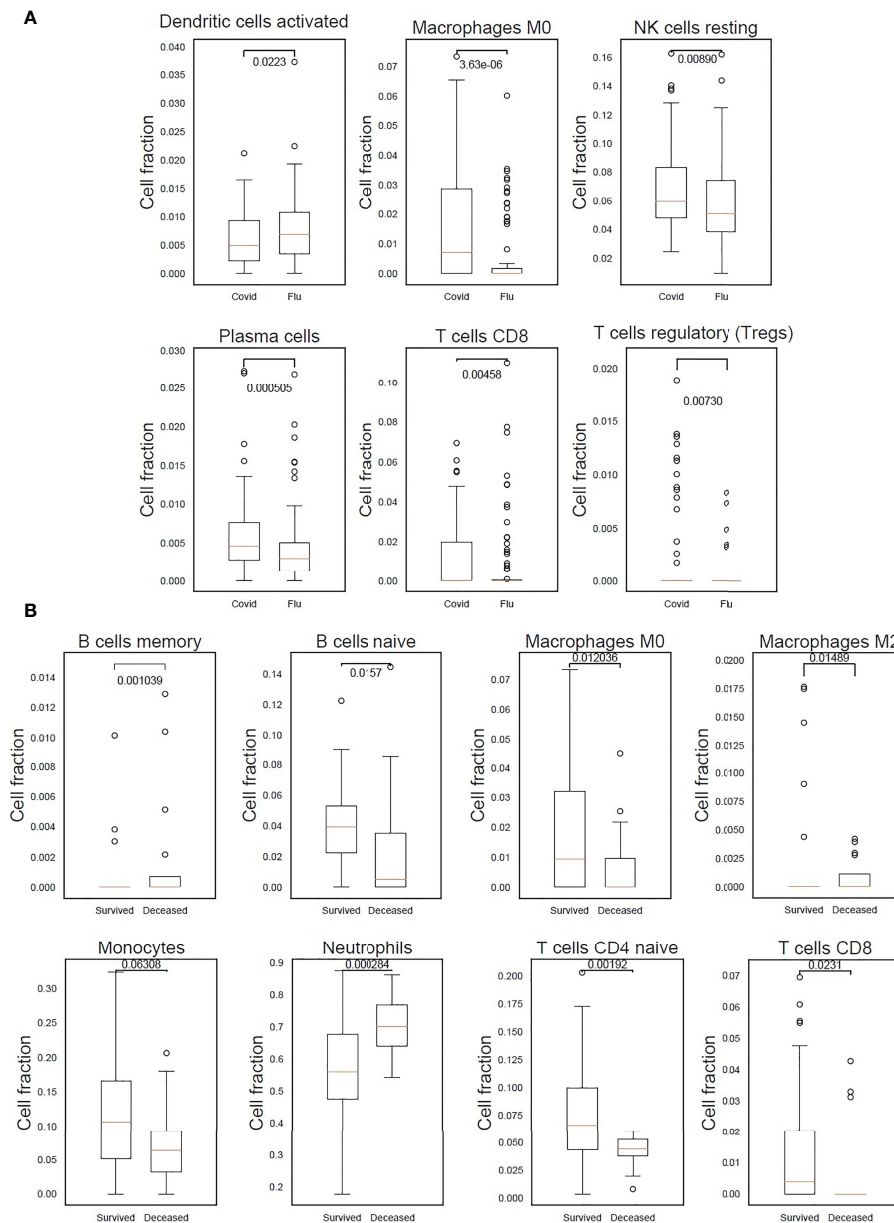 A
Dendritic cells activated
Macrophages M0
NK cells resting
Cell fraction
0.040
0.035
0.030
0.025
0.020
0.015
0.010
0.005
0.000
0.0223
Covid Flu
Cell fraction
0.07
0.06
0.05
0.04
0.03
0.02
0.01
0.00
3.63e-06
Covid Flu
Cell fraction
0.16
0.14
0.12
0.10
0.08
0.06
0.04
0.02
0.00890
Covid Flu
Plasma cells
T cells CD8
T cells regulatory (Tregs)
Cell fraction
0.030
0.025
0.020
0.015
0.010
0.005
0.000
0.000505
Covid Flu
Cell fraction
0.10
0.08
0.06
0.04
0.02
0.00
0.00458
Covid Flu
Cell fraction
0.020
0.015
0.010
0.005
0.000
0.00730
Covid Flu
B
B cells memory
B cells naive
Macrophages M0
Macrophages M2
Cell fraction
0.014
0.012
0.010
0.008
0.006
0.004
0.002
0.000
0.001039
Survived Deceased
Cell fraction
0.14
0.12
0.10
0.08
0.06
0.04
0.02
0.00
0.0157
Survived Deceased
Cell fraction
0.07
0.06
0.05
0.04
0.03
0.02
0.01
0.00
0.012036
Survived Deceased
Cell fraction
0.0200
0.0175
0.0150
0.0125
0.0100
0.0075
0.0050
0.0025
0.0000
0.01489
Survived Deceased
Monocytes
Neutrophils
T cells CD4 naive
T cells CD8
Cell fraction
0.30
0.25
0.20
0.15
0.10
0.05
0.00
0.06308
Survived Deceased
Cell fraction
0.9
0.8
0.7
0.6
0.5
0.4
0.3
0.2
0.000284
Survived Deceased
Cell fraction
0.200
0.175
0.150
0.125
0.100
0.075
0.050
0.025
0.000
0.00192
Survived Deceased
Cell fraction
0.07
0.06
0.05
0.04
0.03
0.02
0.01
0.00
0.0231
Survived Deceased